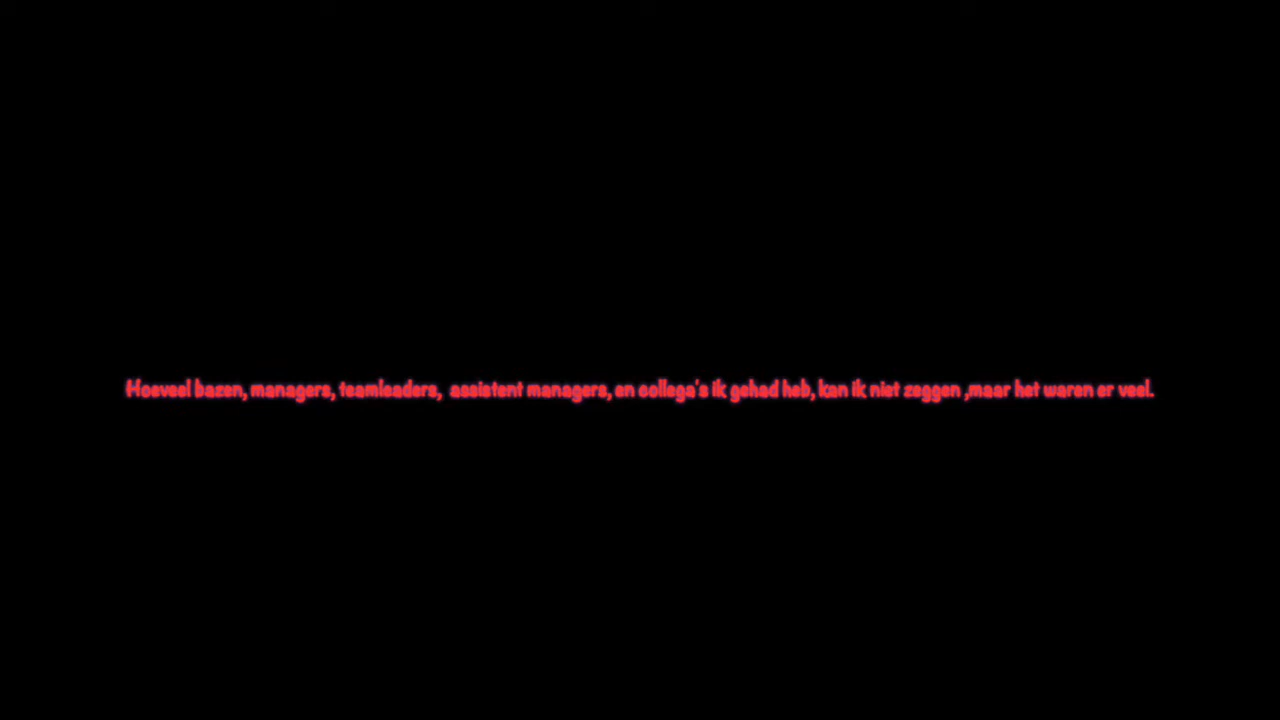 Hoeveel bazen, managers, teamleaders,  assistent managers, en collega's ik gehad heb, kan ik niet zeggen ,maar het waren er veel.